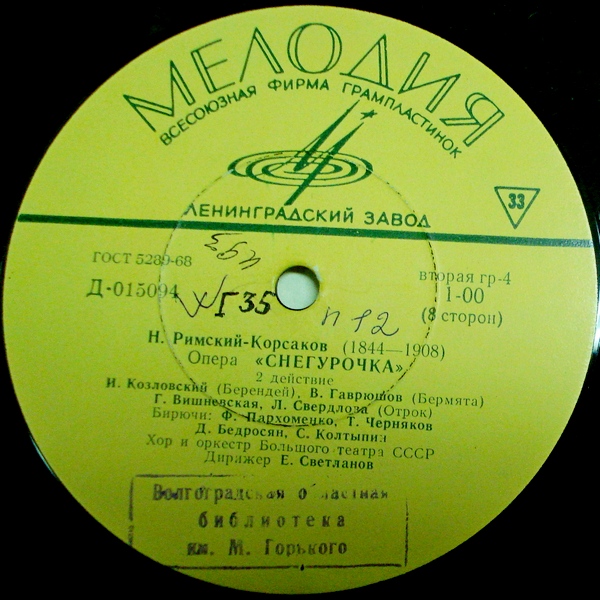 МЕЛОДИЯ
ВСЕСОЮЗНАЯ ФИРМА ГРАМПЛАСТИНОК
ЛЕНИНГРАДСКИЙ ЗАВОД
33
ГОСТ 5289-68
Д-015094
вторая гр-4
1-00
(8 сторон)
I 35
п 12
Н. Римский-Корсаков (1844—1908)
Опера «СНЕГУРОЧКА»
2 действие
И. Козловский (Берендей), В. Гаврюшов (Бермята)
Г. Вишневская, Л. Свердлова (Отрок)
Бирючи: Ф. Пархоменко, Т. Черняков
Д. Бедросян, С. Колтыпин
Хор и оркестр Большого театра СССР
Дирижер Е. Светланов
Волгоградская областная
библиотека
им. М. Горького